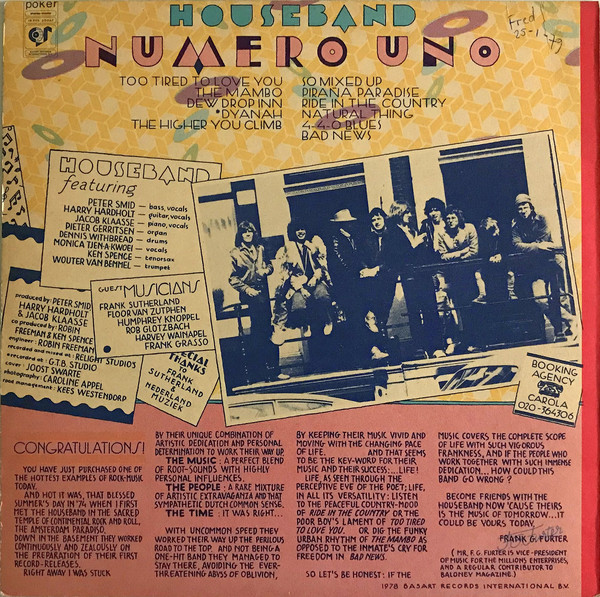 poker
HOUSEBAND
NUMERO UNO
Fred
25-1-79
TOO TIRED TO LOVE YOU
THE MAMBO
DEW DROP INN
*DYANAH
THE HIGHER YOU CLIMB
SO MIXED UP
PIRAÑA PARADISE
RIDE IN THE COUNTRY
NATURAL THING
4-4-0 BLUES
BAD NEWS
HOUSEBAND
featuring
PETER SMID — bass, vocals
HARRY HARDHOLT — guitar, vocals
JACOB KLAASSE — piano, vocals
PIETER GERRITSEN — organ
DENNIS WITHBREAD — drums
MONICA TJEN-A-KWOEI — vocals
KEN SPENCE — tenorsax
WOUTER VAN BEMMEL — trumpet
GUEST MUSICIANS
FRANK SUTHERLAND
FLOOR VAN ZUTPHEN
HUMPHREY KNOPPEL
ROB GLOTZBACH
HARVEY WAINAPEL
FRANK GRASSO
produced by: PETER SMID
HARRY HARDHOLT
& JACOB KLAASSE
co produced by: ROBIN
FREEMAN & KEN SPENCE
engineer: ROBIN FREEMAN
recorded and mixed at: RELIGHT STUDIO'S
recorded at: G.T.B. STUDIO
cover: JOOST SWARTE
photography: CAROLINE APPEL
road management: KEES WESTENDORP
SPECIAL
THANKS
to
FRANK
SUTHERLAND
&
NEDERLAND
MUZIEK
BOOKING
AGENCY
CAROLA
020-364306
CONGRATULATIONS!
YOU HAVE JUST PURCHASED ONE
OF THE HOTTEST EXAMPLES OF ROCK-MUSIC
TODAY.
AND HOT IT WAS, THAT BLESSED
SUMMER'S DAY IN '74 WHEN I FIRST
MET THE HOUSEBAND IN THE SACRED
TEMPLE OF CONTINENTAL ROCK AND ROLL,
THE AMSTERDAM PARADISO.
DOWN IN THE BASEMENT THEY WORKED
CONTINUOUSLY AND ZEALOUSLY ON
THE PREPARATION OF THEIR FIRST
RECORD-RELEASES.
RIGHT AWAY I WAS STUCK
BY THEIR UNIQUE COMBINATION OF
ARTISTIC DEDICATION AND PERSONAL
DETERMINATION TO WORK THEIR WAY UP.
THE MUSIC: A PERFECT BLEND
OF ROOT-SOUNDS WITH HIGHLY
PERSONAL INFLUENCES.
THE PEOPLE: A RARE MIXTURE
OF ARTISTIC EXTRAVAGANZA AND THAT
SYMPATHETIC DUTCH COMMON SENSE.
THE TIME: IT WAS RIGHT...
WITH UNCOMMON SPEED THEY
WORKED THEIR WAY UP THE PERILOUS
ROAD TO THE TOP AND NOT BEING A
ONE-HIT BAND THEY MANAGED TO
STAY THERE, AVOIDING THE EVER-
THREATENING ABYSS OF OBLIVION,
BY KEEPING THEIR MUSIK VIVID AND
MOVING WITH THE CHANGING PACE
OF LIFE. AND THAT SEEMS
TO BE THE KEY-WORD FOR THEIR
MUSIC AND THEIR SUCCESS:...LIFE!
LIFE AS SEEN THROUGH THE
PERCEPTIVE EYE OF THE POET; LIFE,
IN ALL ITS VERSATILITY: LISTEN
TO THE PEACEFUL COUNTRY-MOOD
OF RIDE IN THE COUNTRY OR THE
POOR BOY'S LAMENT OF TOO TIRED
TO LOVE YOU. OR DIG THE FUNKY
URBAN RHYTHM OF THE MAMBO AS
OPPOSED TO THE INMATE'S CRY FOR
FREEDOM IN BAD NEWS.
SO LET'S BE HONEST: IF THE
MUSIC COVERS THE COMPLETE SCOPE
OF LIFE WITH SUCH VIGOROUS
FRANKNESS, AND IF THE PEOPLE WHO
WORK TOGETHER WITH SUCH IMMENSE
DEDICATION... HOW COULD THIS
BAND GO WRONG?
BECOME FRIENDS WITH THE
HOUSEBAND NOW 'CAUSE THEIRS
IS THE MUSIC OF TOMORROW...IT
COULD BE YOURS TODAY.
FRANK G. FURTER
(MR. F.G. FURTER IS VICE-PRESIDENT
OF MUSIC FOR THE MILLIONS ENTERPRISES,
AND A REGULAR CONTRIBUTOR TO
BALONEY MAGAZINE.)
1978 BASART RECORDS INTERNATIONAL B.V.